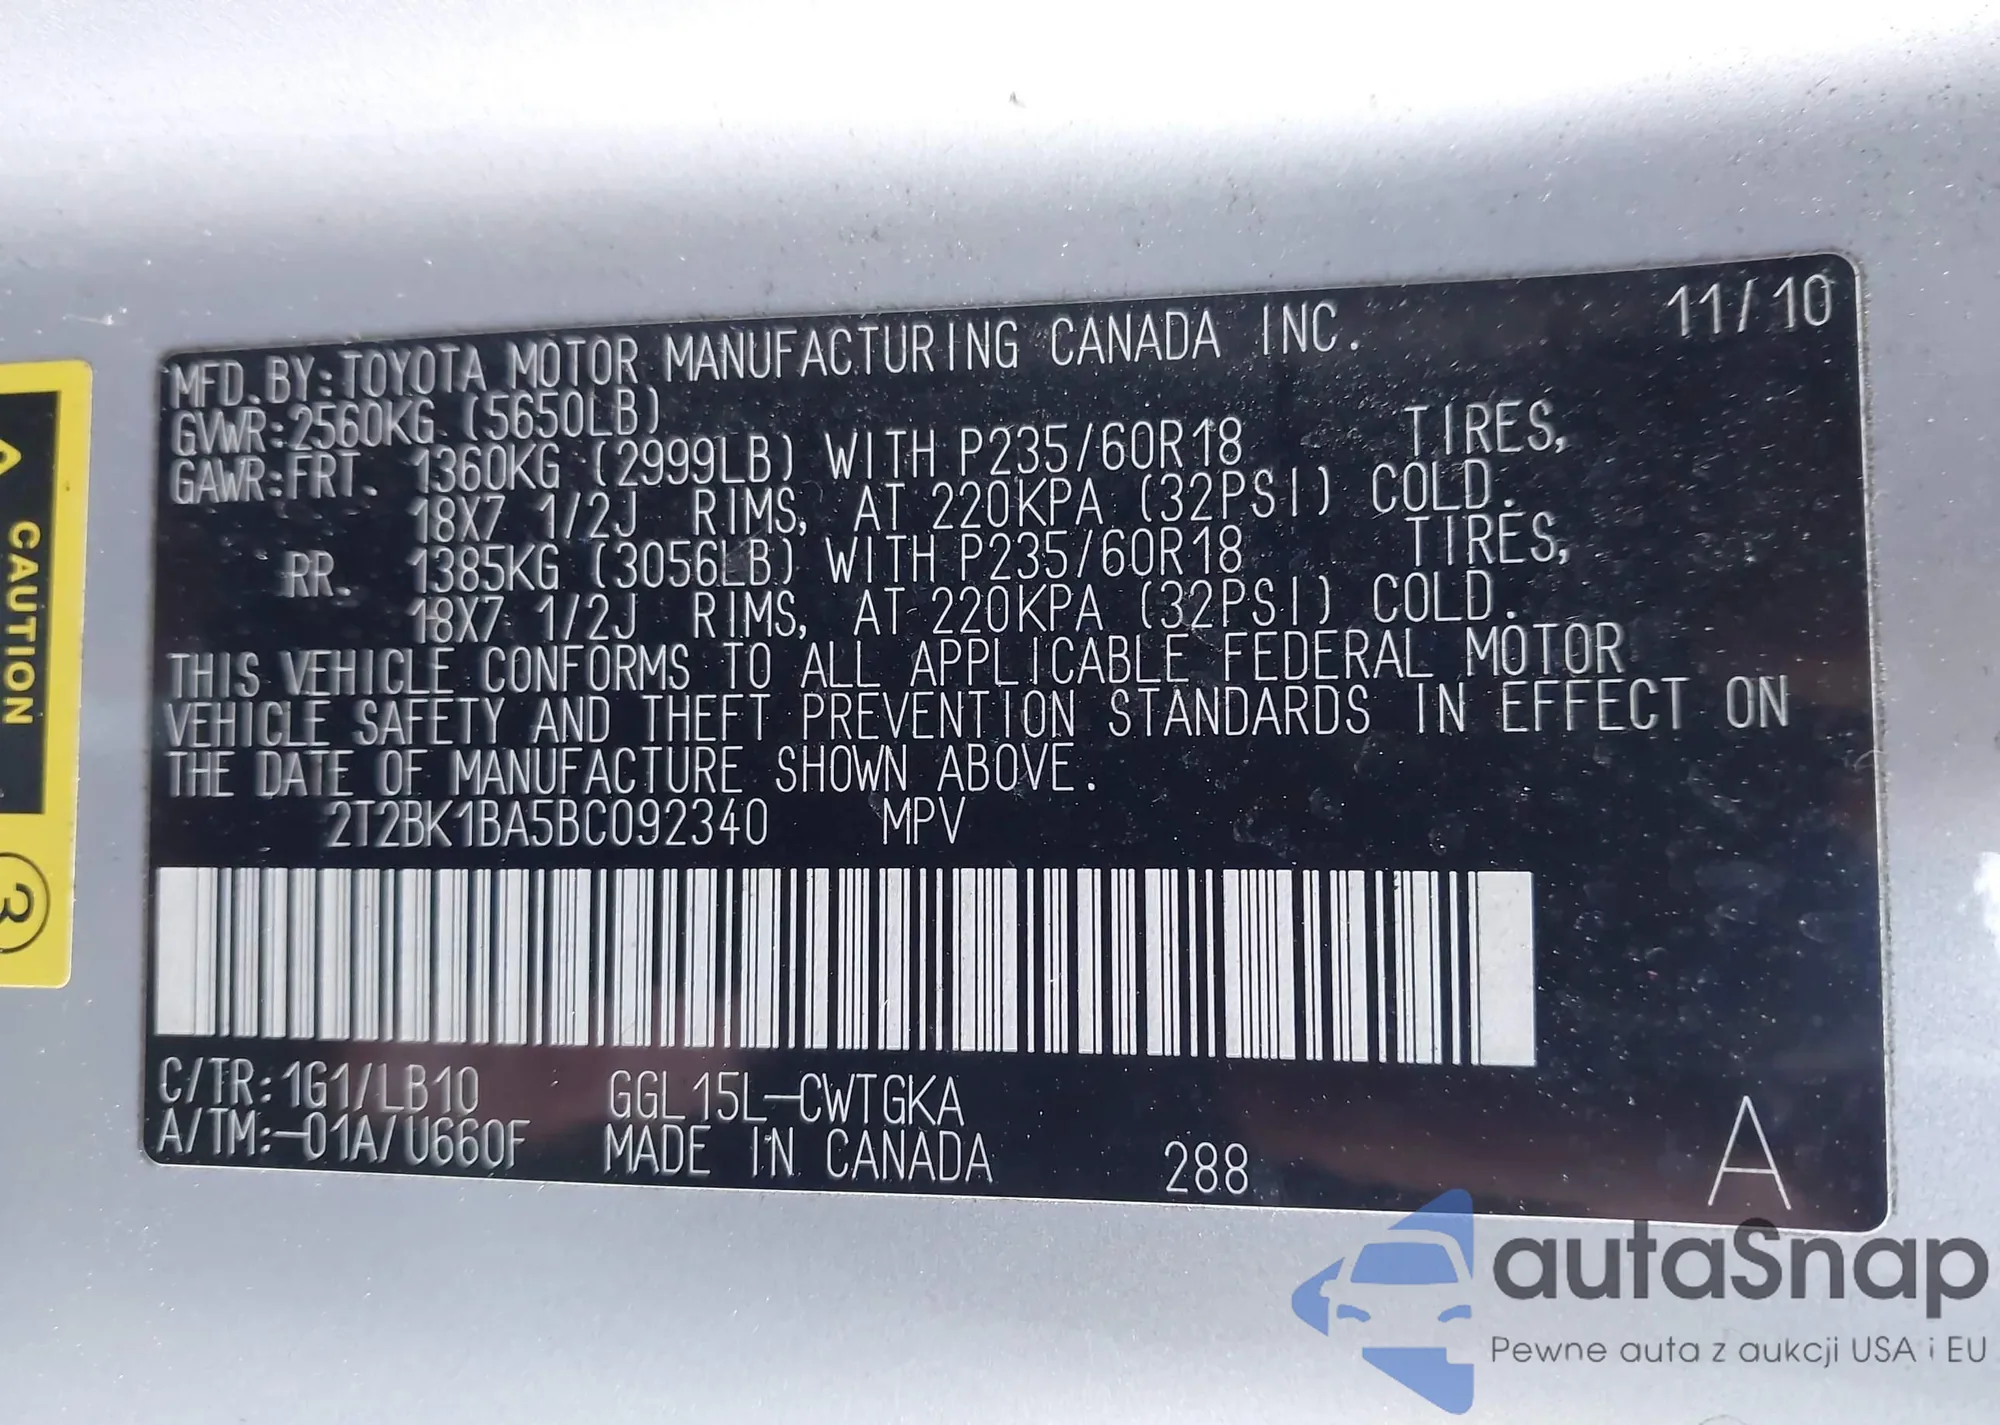 11/10
MFD.BY:TOYOTA MOTOR MANUFACTURING CANADA INC.
GVWR:2560KG (5650LB)
GAWR:FRT. 1360KG (2999LB) WITH P235/60R18 TIRES,
18X7 1/2J RIMS, AT 220KPA (32PSI) COLD.
RR. 1385KG (3056LB) WITH P235/60R18 TIRES,
18X7 1/2J RIMS, AT 220KPA (32PSI) COLD.
THIS VEHICLE CONFORMS TO ALL APPLICABLE FEDERAL MOTOR
VEHICLE SAFETY AND THEFT PREVENTION STANDARDS IN EFFECT ON
THE DATE OF MANUFACTURE SHOWN ABOVE.
2T2BK1BA5BC092340 MPV
C/TR:1G1/LB10 GGL15L-CWTGKA
A/TM:-01A/U660F MADE IN CANADA 288 A
CAUTION
3
autaSnap
Pewne auta z aukcji USA i EU